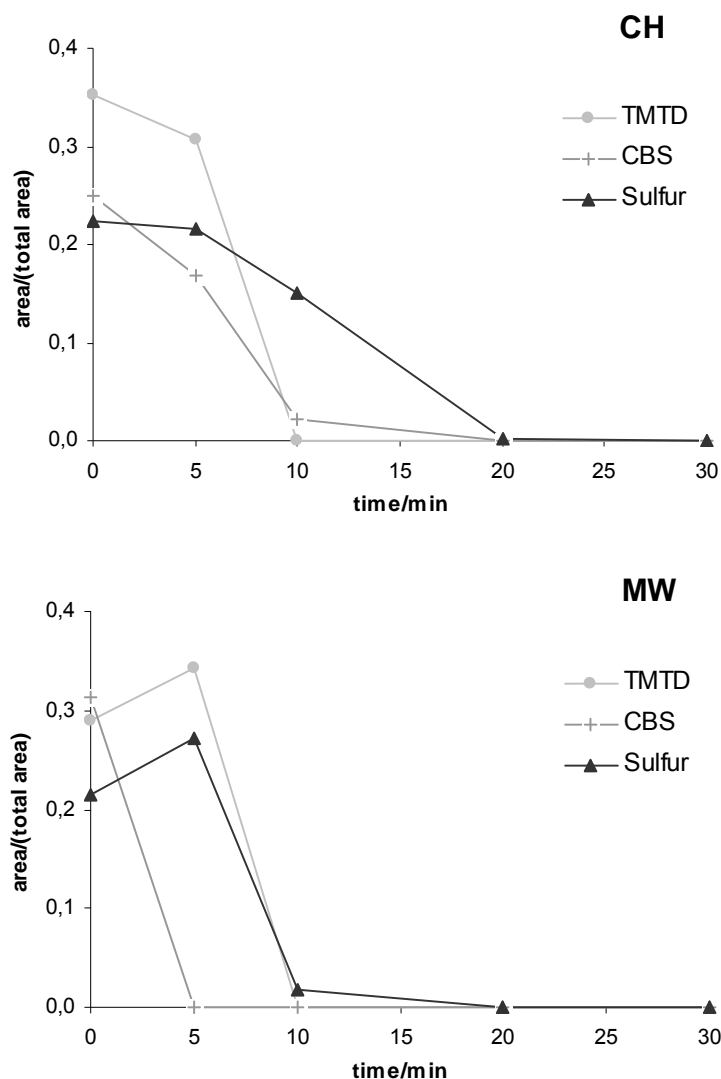 CH
0,4
0,3
0,2
0,1
0,0
area/(total area)
TMTD
CBS
Sulfur
0 5 10 15 20 25 30
time/min
MW
0,4
0,3
0,2
0,1
0,0
area/(total area)
TMTD
CBS
Sulfur
0 5 10 15 20 25 30
time/min